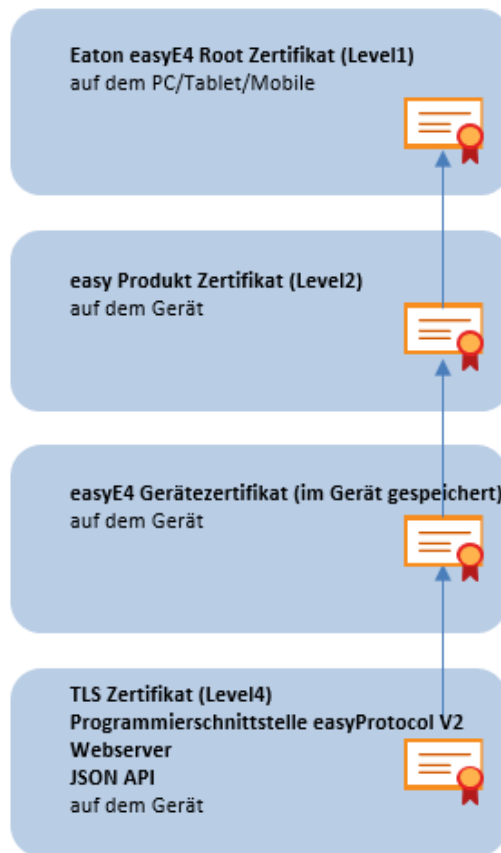 Eaton easyE4 Root Zertifikat (Level1)
auf dem PC/Tablet/Mobile
easy Produkt Zertifikat (Level2)
auf dem Gerät
easyE4 Gerätezertifikat (im Gerät gespeichert)
auf dem Gerät
TLS Zertifikat (Level4)
Programmierschnittstelle easyProtocol V2
Webserver
JSON API
auf dem Gerät